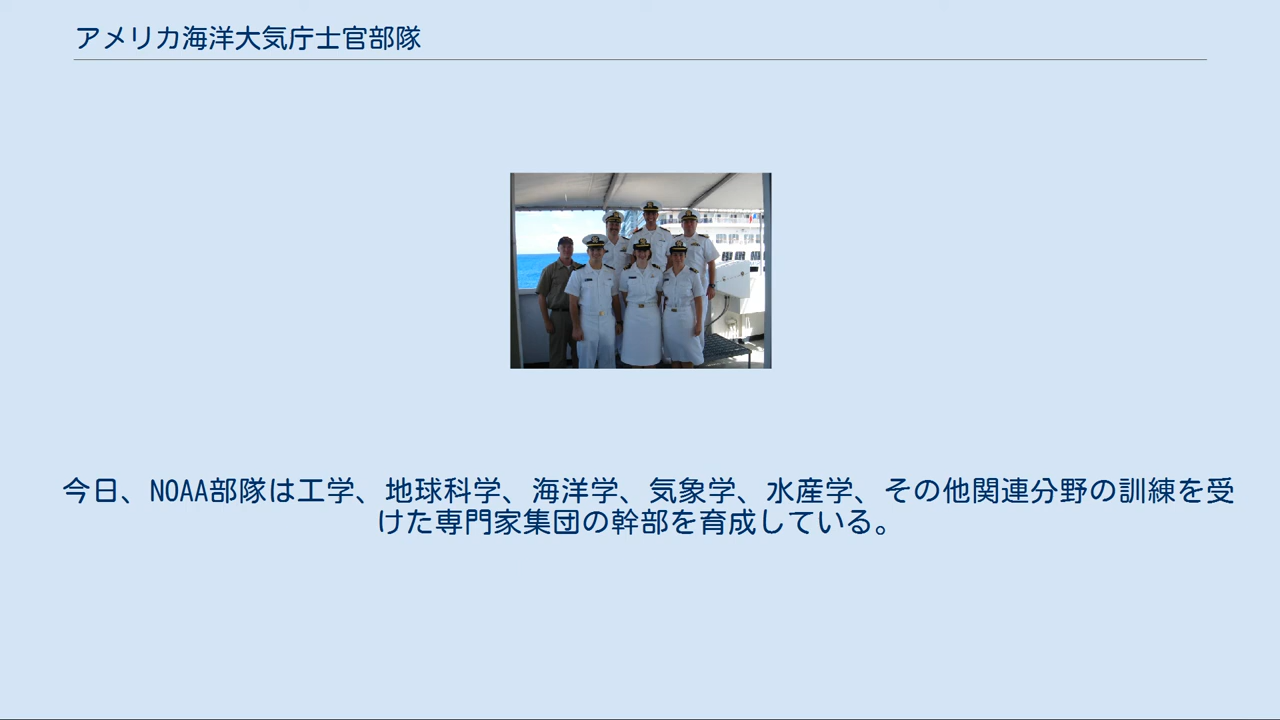 アメリカ海洋大気庁士官部隊
今日、NOAA部隊は工学、地球科学、海洋学、気象学、水産学、その他関連分野の訓練を受
けた専門家集団の幹部を育成している。